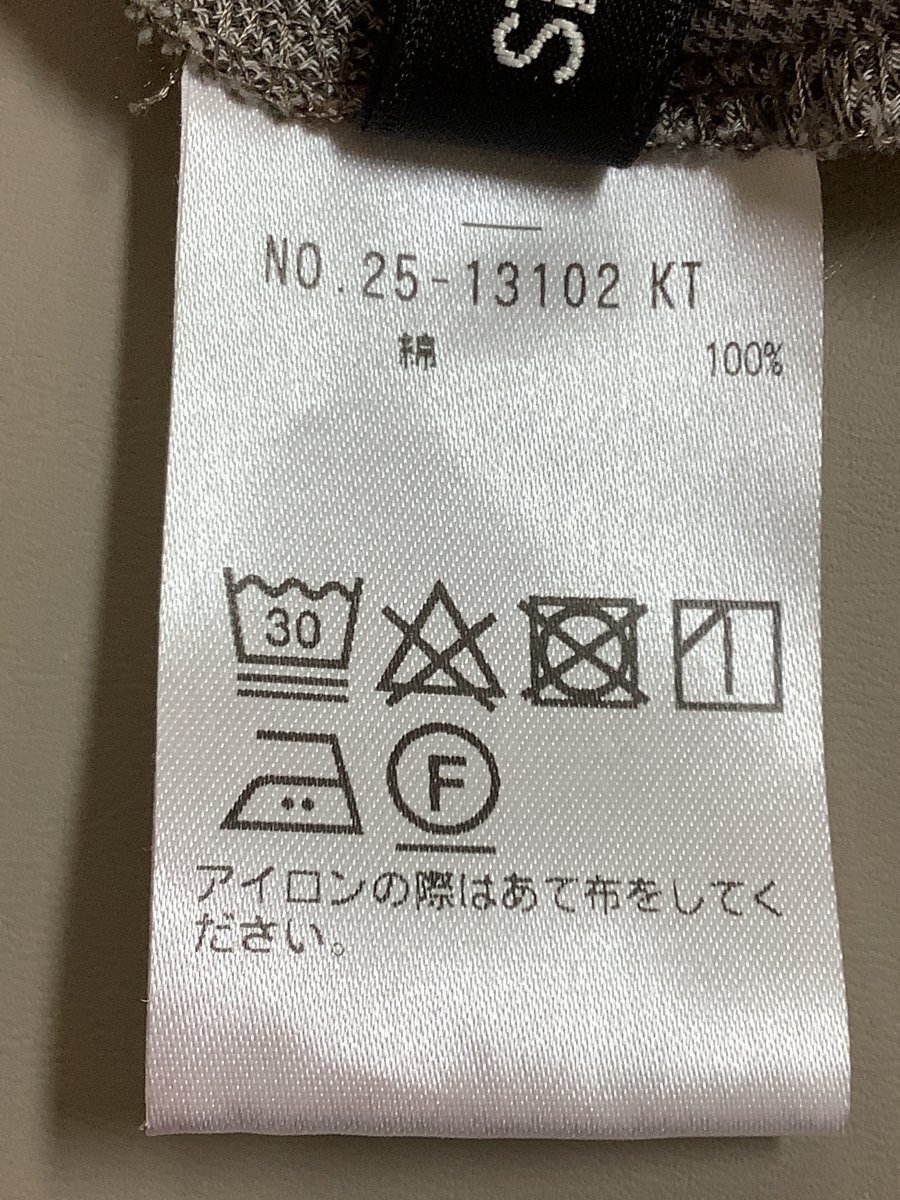 S
NO.25-13102 KT
綿 100%
30
F
アイロンの際はあて布をしてく
ださい。